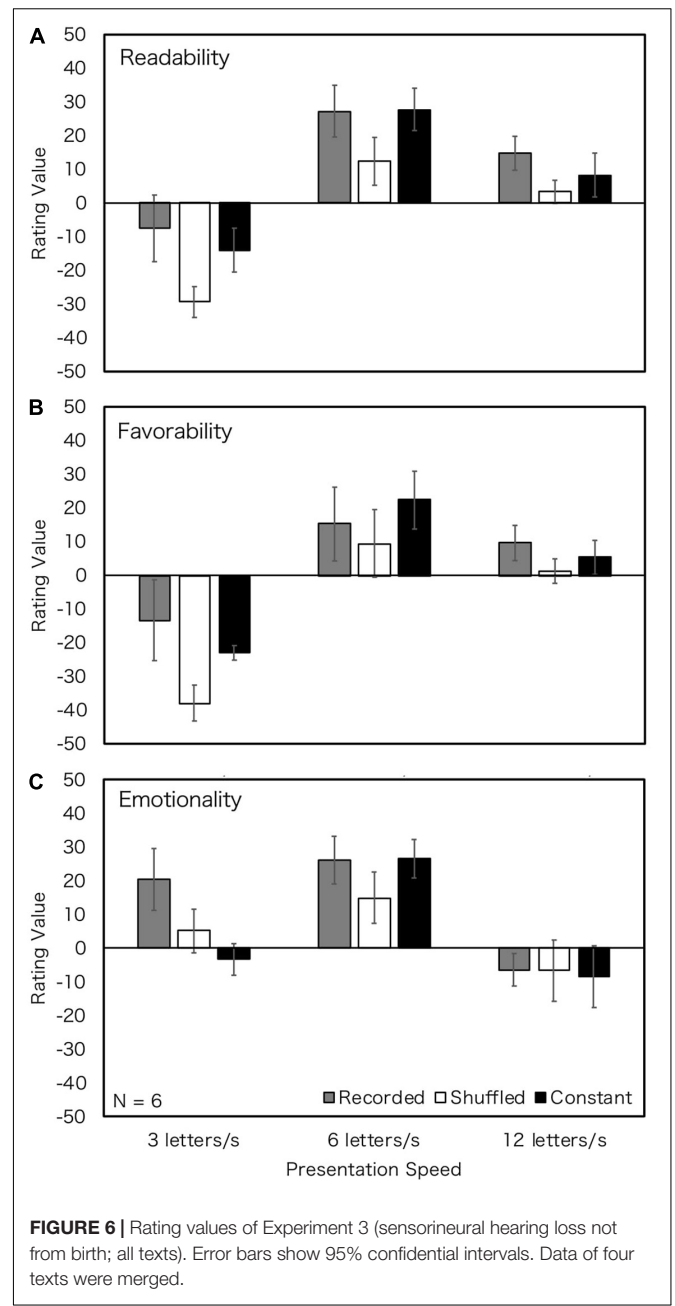 A
Readability
50
40
30
20
10
0
-10
-20
-30
-40
-50
Rating Value
B
Favorability
50
40
30
20
10
0
-10
-20
-30
-40
-50
Rating Value
C
Emotionality
50
40
30
20
10
0
-10
-20
-30
-40
-50
Rating Value
N = 6
Recorded Shuffled Constant
3 letters/s 6 letters/s 12 letters/s
Presentation Speed
FIGURE 6 | Rating values of Experiment 3 (sensorineural hearing loss not
from birth; all texts). Error bars show 95% confidential intervals. Data of four
texts were merged.